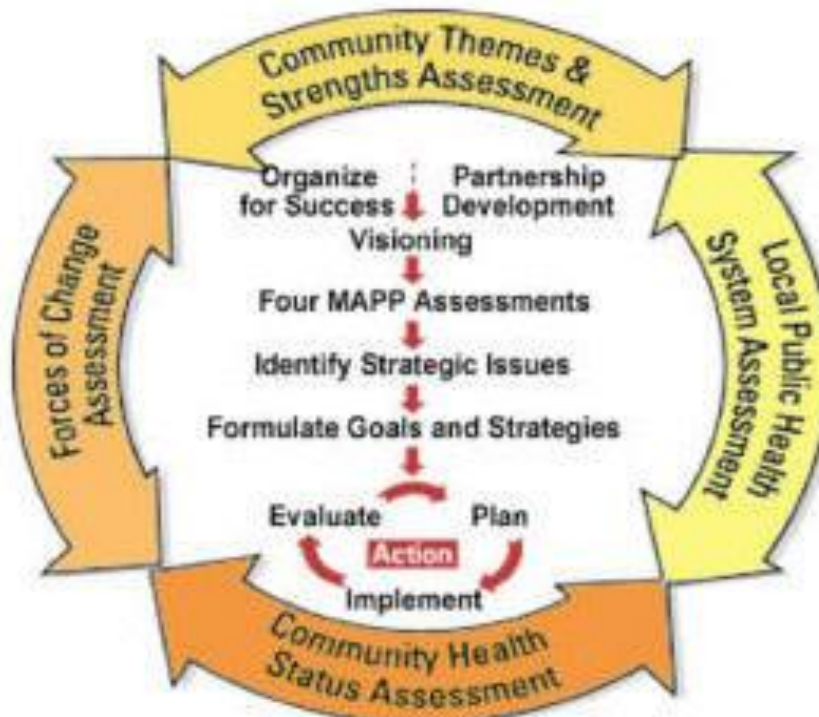 Community Themes &
Strengths Assessment
Organize
for Success
Partnership
Development
Visioning
Four MAPP Assessments
Identify Strategic Issues
Formulate Goals and Strategies
Evaluate
Plan
Action
Implement
Forces of Change
Assessment
Local Public Health
System Assessment
Community Health
Status Assessment